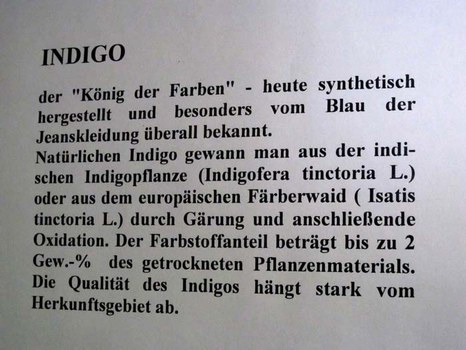 INDIGO
der "König der Farben" - heute synthetisch
hergestellt und besonders vom Blau der
Jeanskleidung überall bekannt.
Natürlichen Indigo gewann man aus der indi-
schen Indigopflanze (Indigofera tinctoria L.)
oder aus dem europäischen Färberwaid ( Isatis
tinctoria L.) durch Gärung und anschließende
Oxidation. Der Farbstoffanteil beträgt bis zu 2
Gew.-% des getrockneten Pflanzenmaterials.
Die Qualität des Indigos hängt stark vom
Herkunftsgebiet ab.